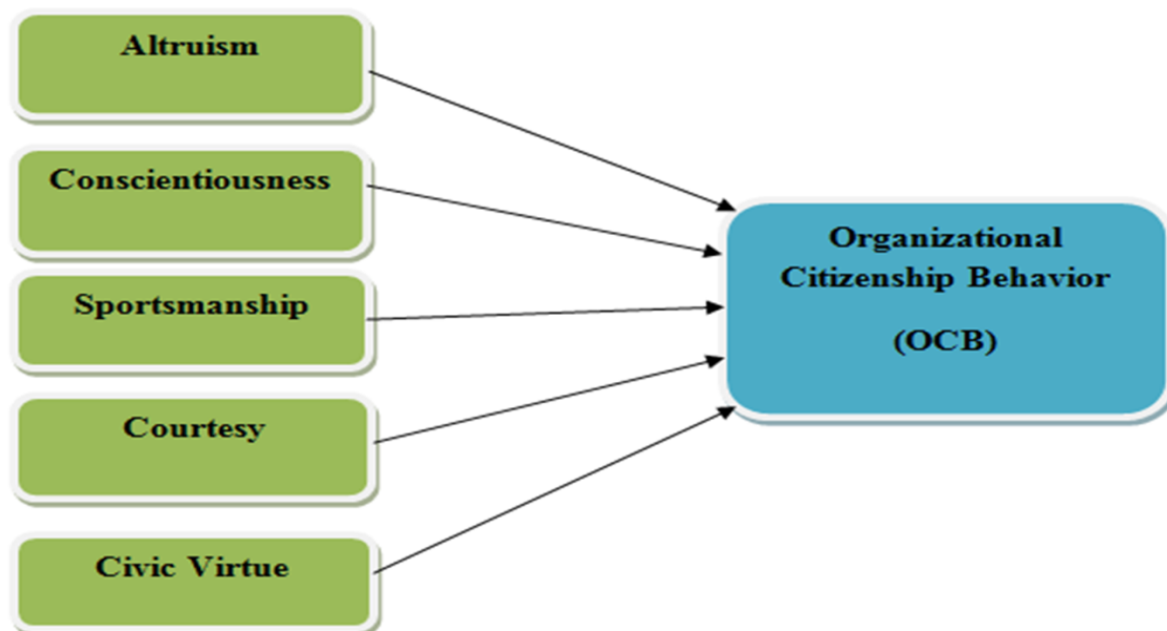 Altruism
Conscientiousness
Sportsmanship
Courtesy
Civic Virtue
Organizational
Citizenship Behavior
(OCB)